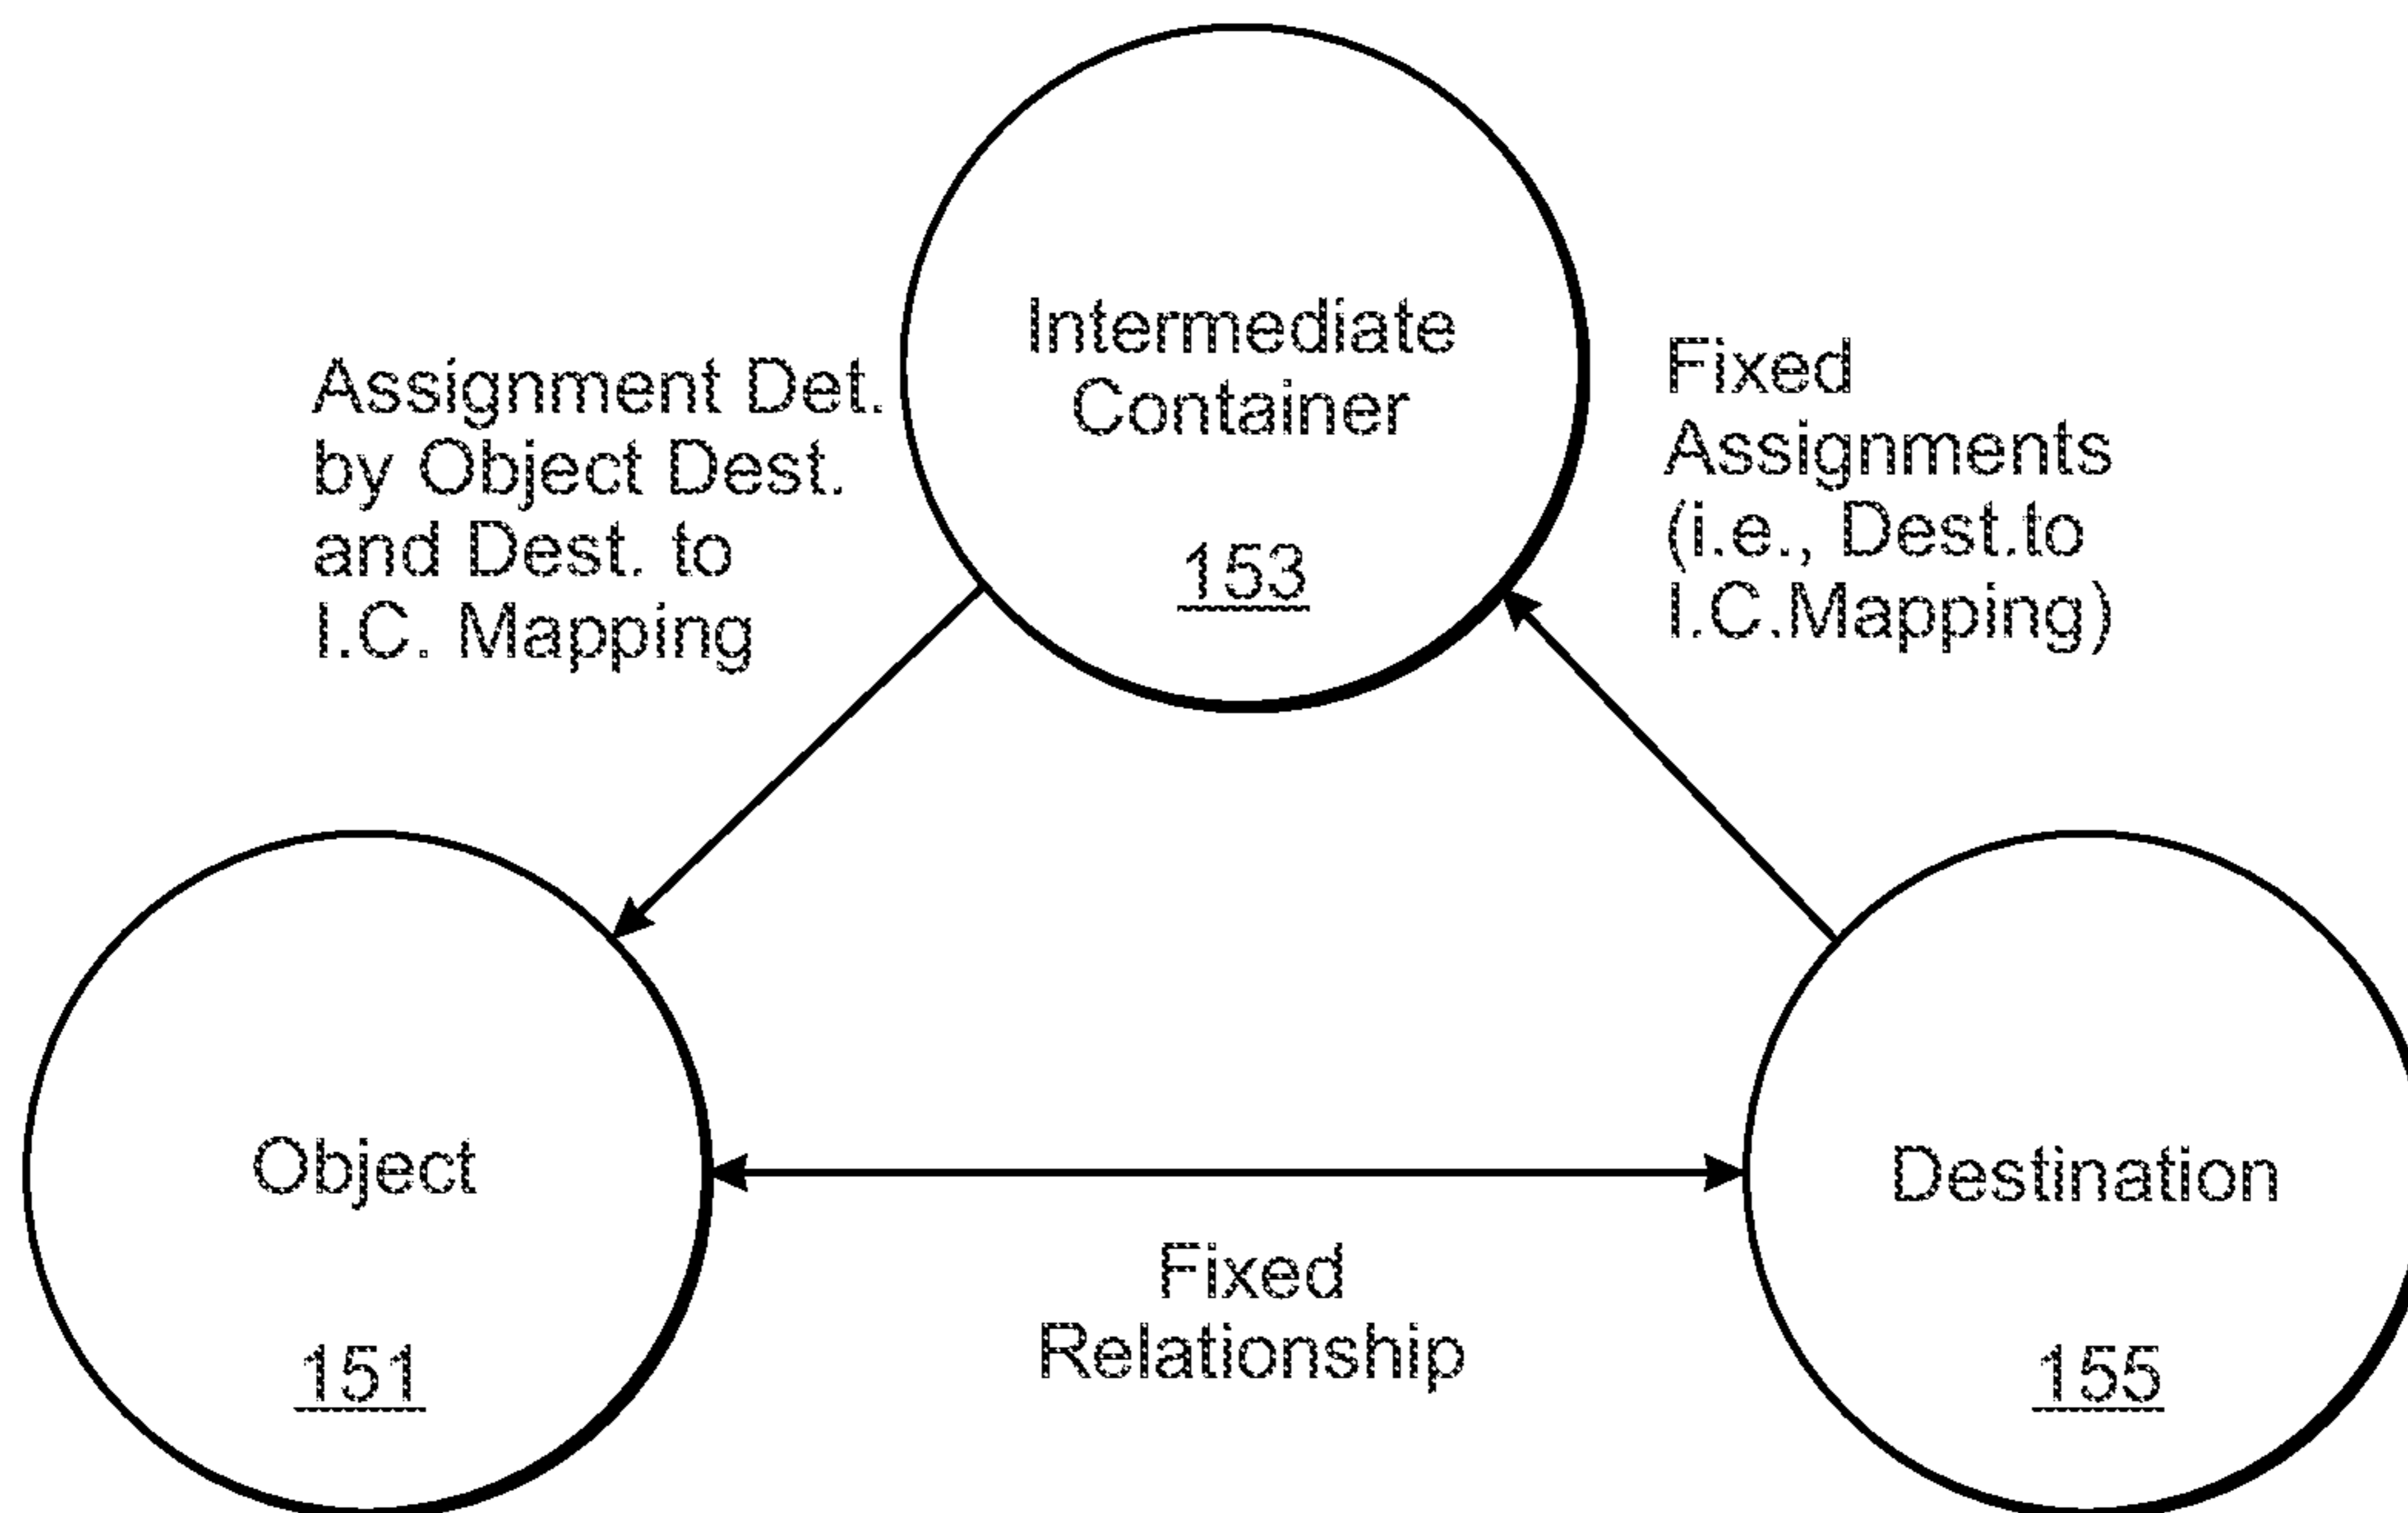 Intermediate
Container
153
Assignment Det.
by Object Dest.
and Dest. to
I.C. Mapping
Fixed
Assignments
(i.e., Dest.to
I.C.Mapping)
Object
151
Fixed
Relationship
Destination
155